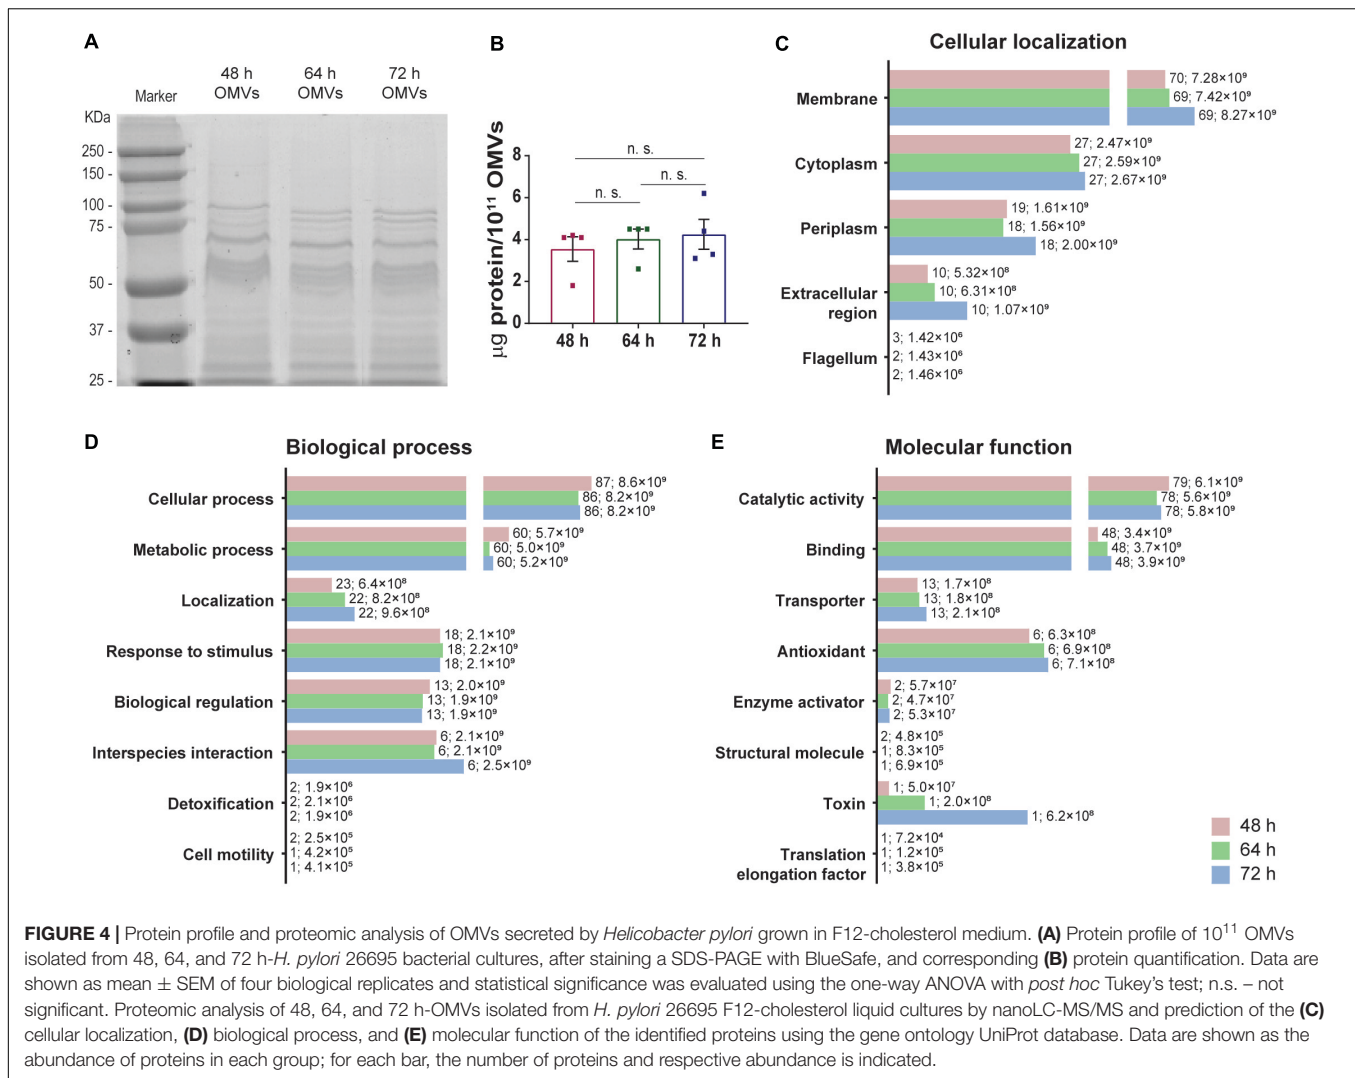 A
48 h
OMVs
64 h
OMVs
72 h
OMVs
Marker
KDa
250 -
150 -
100 -
75 -
50 -
37 -
25 -
B
µg protein/10¹¹ OMVs
8
6
4
2
0
n. s.
n. s.
n. s.
48 h
64 h
72 h
C
Cellular localization
Membrane
70; 7.28×10⁹
69; 7.42×10⁹
69; 8.27×10⁹
Cytoplasm
27; 2.47×10⁹
27; 2.59×10⁹
27; 2.67×10⁹
Periplasm
19; 1.61×10⁹
18; 1.56×10⁹
18; 2.00×10⁹
Extracellular
region
10; 5.32×10⁸
10; 6.31×10⁸
10; 1.07×10⁹
Flagellum
3; 1.42×10⁶
2; 1.43×10⁶
2; 1.46×10⁶
D
Biological process
Cellular process
87; 8.6×10⁹
86; 8.2×10⁹
86; 8.2×10⁹
Metabolic process
60; 5.7×10⁹
60; 5.0×10⁹
60; 5.2×10⁹
Localization
23; 6.4×10⁸
22; 8.2×10⁸
22; 9.6×10⁸
Response to stimulus
18; 2.1×10⁹
18; 2.2×10⁹
18; 2.1×10⁹
Biological regulation
13; 2.0×10⁹
13; 1.9×10⁹
13; 1.9×10⁹
Interspecies interaction
6; 2.1×10⁹
6; 2.1×10⁹
6; 2.5×10⁹
Detoxification
2; 1.9×10⁶
2; 2.1×10⁶
2; 1.9×10⁶
Cell motility
2; 2.5×10⁵
1; 4.2×10⁵
1; 4.1×10⁵
E
Molecular function
Catalytic activity
79; 6.1×10⁹
78; 5.6×10⁹
78; 5.8×10⁹
Binding
48; 3.4×10⁹
48; 3.7×10⁹
48; 3.9×10⁹
Transporter
13; 1.7×10⁸
13; 1.8×10⁸
13; 2.1×10⁸
Antioxidant
6; 6.3×10⁸
6; 6.9×10⁸
6; 7.1×10⁸
Enzyme activator
2; 5.7×10⁷
2; 4.7×10⁷
2; 5.3×10⁷
Structural molecule
2; 4.8×10⁵
1; 8.3×10⁵
1; 6.9×10⁵
Toxin
1; 5.0×10⁷
1; 2.0×10⁸
1; 6.2×10⁸
Translation
elongation factor
1; 7.2×10⁴
1; 1.2×10⁵
1; 3.8×10⁵
48 h
64 h
72 h
FIGURE 4 | Protein profile and proteomic analysis of OMVs secreted by Helicobacter pylori grown in F12-cholesterol medium. (A) Protein profile of 10¹¹ OMVs
isolated from 48, 64, and 72 h-H. pylori 26695 bacterial cultures, after staining a SDS-PAGE with BlueSafe, and corresponding (B) protein quantification. Data are
shown as mean ± SEM of four biological replicates and statistical significance was evaluated using the one-way ANOVA with post hoc Tukey's test; n.s. – not
significant. Proteomic analysis of 48, 64, and 72 h-OMVs isolated from H. pylori 26695 F12-cholesterol liquid cultures by nanoLC-MS/MS and prediction of the (C)
cellular localization, (D) biological process, and (E) molecular function of the identified proteins using the gene ontology UniProt database. Data are shown as the
abundance of proteins in each group; for each bar, the number of proteins and respective abundance is indicated.